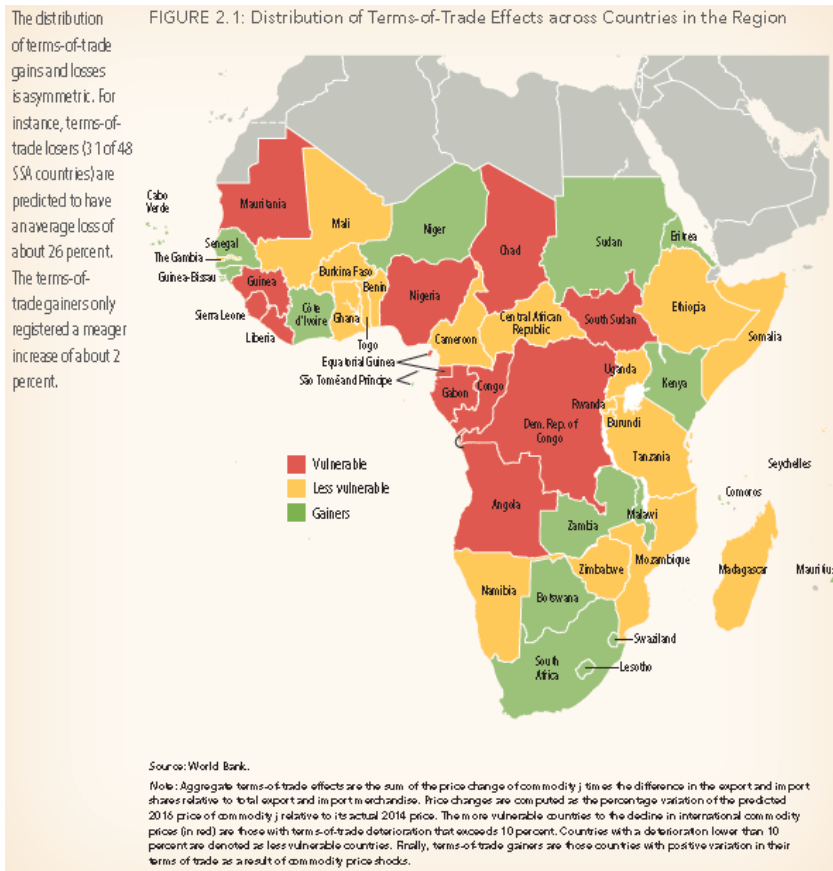 The distribution
of terms-of-trade
gains and losses
is asymmetric. For
instance, terms-of-
trade losers (31 of 48
SSA countries) are
predicted to have
an average loss of
about 26 percent.
The terms-of-
trade gainers only
registered a meager
increase of about 2
percent.
FIGURE 2.1: Distribution of Terms-of-Trade Effects across Countries in the Region
Cabo
Verde
Mauritania
Mali
Niger
Chad
Sudan
Eritrea
Senegal
The Gambia
Guinea-Bissau
Guinea
Sierra Leone
Liberia
Côte
d'Ivoire
Burkina Faso
Ghana
Benin
Togo
Nigeria
Cameroon
Central African
Republic
South Sudan
Ethiopia
Somalia
Equatorial Guinea
São Tomé and Príncipe
Gabon
Congo
Dem. Rep. of
Congo
Uganda
Kenya
Rwanda
Burundi
Tanzania
Seychelles
Comoros
Vulnerable
Less vulnerable
Gainers
Angola
Zambia
Malawi
Mozambique
Zimbabwe
Madagascar
Mauritius
Namibia
Botswana
Swaziland
South
Africa
Lesotho
Source: World Bank.
Note: Aggregate terms-of-trade effects are the sum of the price change of commodity j times the difference in the export and import
shares relative to total export and import merchandise. Price changes are computed as the percentage variation of the predicted
2016 price of commodity j relative to its actual 2014 price. The more vulnerable countries to the decline in international commodity
prices (in red) are those with terms-of-trade deterioration that exceeds 10 percent. Countries with a deterioration lower than 10
percent are denoted as less vulnerable countries. Finally, terms-of-trade gainers are those countries with positive variation in their
terms of trade as a result of commodity price shocks.